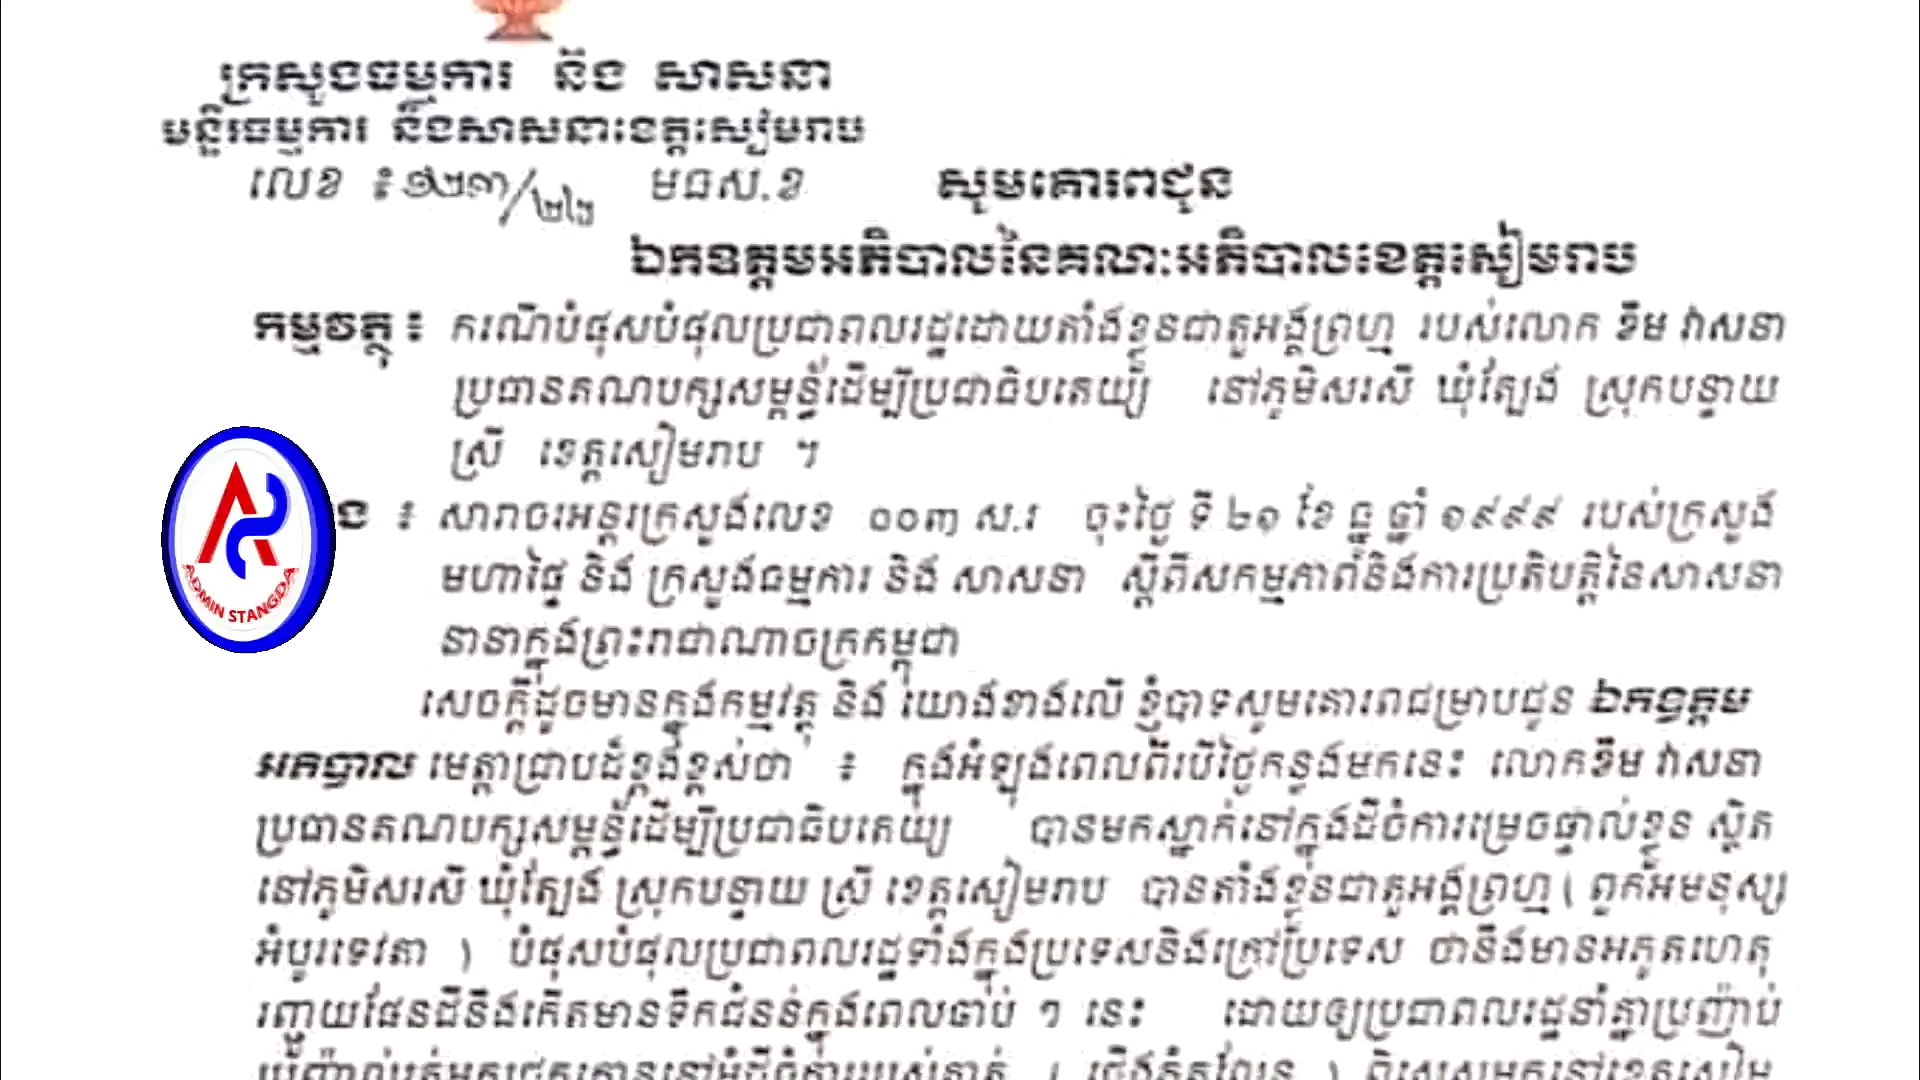 ក្រសួងធម្មការ និង សាសនា
មន្ទីរធម្មការ និងសាសនាខេត្តសៀមរាប
លេខ ៖ ១២៣/២២ មធស.ខ
សូមគោរពជូន
ឯកឧត្តមអភិបាលនៃគណៈអភិបាលខេត្តសៀមរាប
កម្មវត្ថុ ៖ ករណីបំផុសបំផុលប្រជាពលរដ្ឋដោយតាំងខ្លួនជាតួអង្គព្រហ្ម របស់លោក ខឹម វាសនា
ប្រធានគណបក្សសម្ពន្ធ័ដើម្បីប្រជាធិបតេយ្យ នៅភូមិសរសី ឃុំត្បែង ស្រុកបន្ទាយ
ស្រី ខេត្តសៀមរាប ។
ង ៖ សារាចរអន្តរក្រសួងលេខ ០០៣ ស.រ ចុះថ្ងៃ ទី ២១ ខែ ធ្នូ ឆ្នាំ ១៩៩៩ របស់ក្រសួង
មហាផ្ទៃ និង ក្រសួងធម្មការ និង សាសនា ស្តីពីសកម្មភាពនិងការប្រតិបត្តិនៃសាសនា
នានាក្នុងព្រះរាជាណាចក្រកម្ពុជា
ADMIN STANGDA
សេចក្តីដូចមានក្នុងកម្មវត្ថុ និង យោងខាងលើ ខ្ញុំបាទសូមគោរពជម្រាបជូន ឯកឧត្តម
អភិបាល មេត្តាជ្រាបដ៏ខ្ពង់ខ្ពស់ថា ៖ ក្នុងអំឡុងពេលពីរបីថ្ងៃកន្លងមកនេះ លោកខឹម វាសនា
ប្រធានគណបក្សសម្ពន្ធ័ដើម្បីប្រជាធិបតេយ្យ បានមកស្នាក់នៅក្នុងដីចំការម្រេចផ្ទាល់ខ្លួន ស្ថិត
នៅភូមិសរសី ឃុំត្បែង ស្រុកបន្ទាយ ស្រី ខេត្តសៀមរាប បានតាំងខ្លួនជាតួអង្គព្រហ្ម ( ពួកអមនុស្ស
អំបូរទេវតា ) បំផុសបំផុលប្រជាពលរដ្ឋទាំងក្នុងប្រទេសនិងក្រៅប្រទេស ថានឹងមានអភូតហេតុ
រញ្ជួយផែនដីនិងកើតមានទឹកជំនន់ក្នុងពេលឆាប់ ៗ នេះ ដោយឲ្យប្រជាពលរដ្ឋនាំគ្នាប្រញ៉ាប់